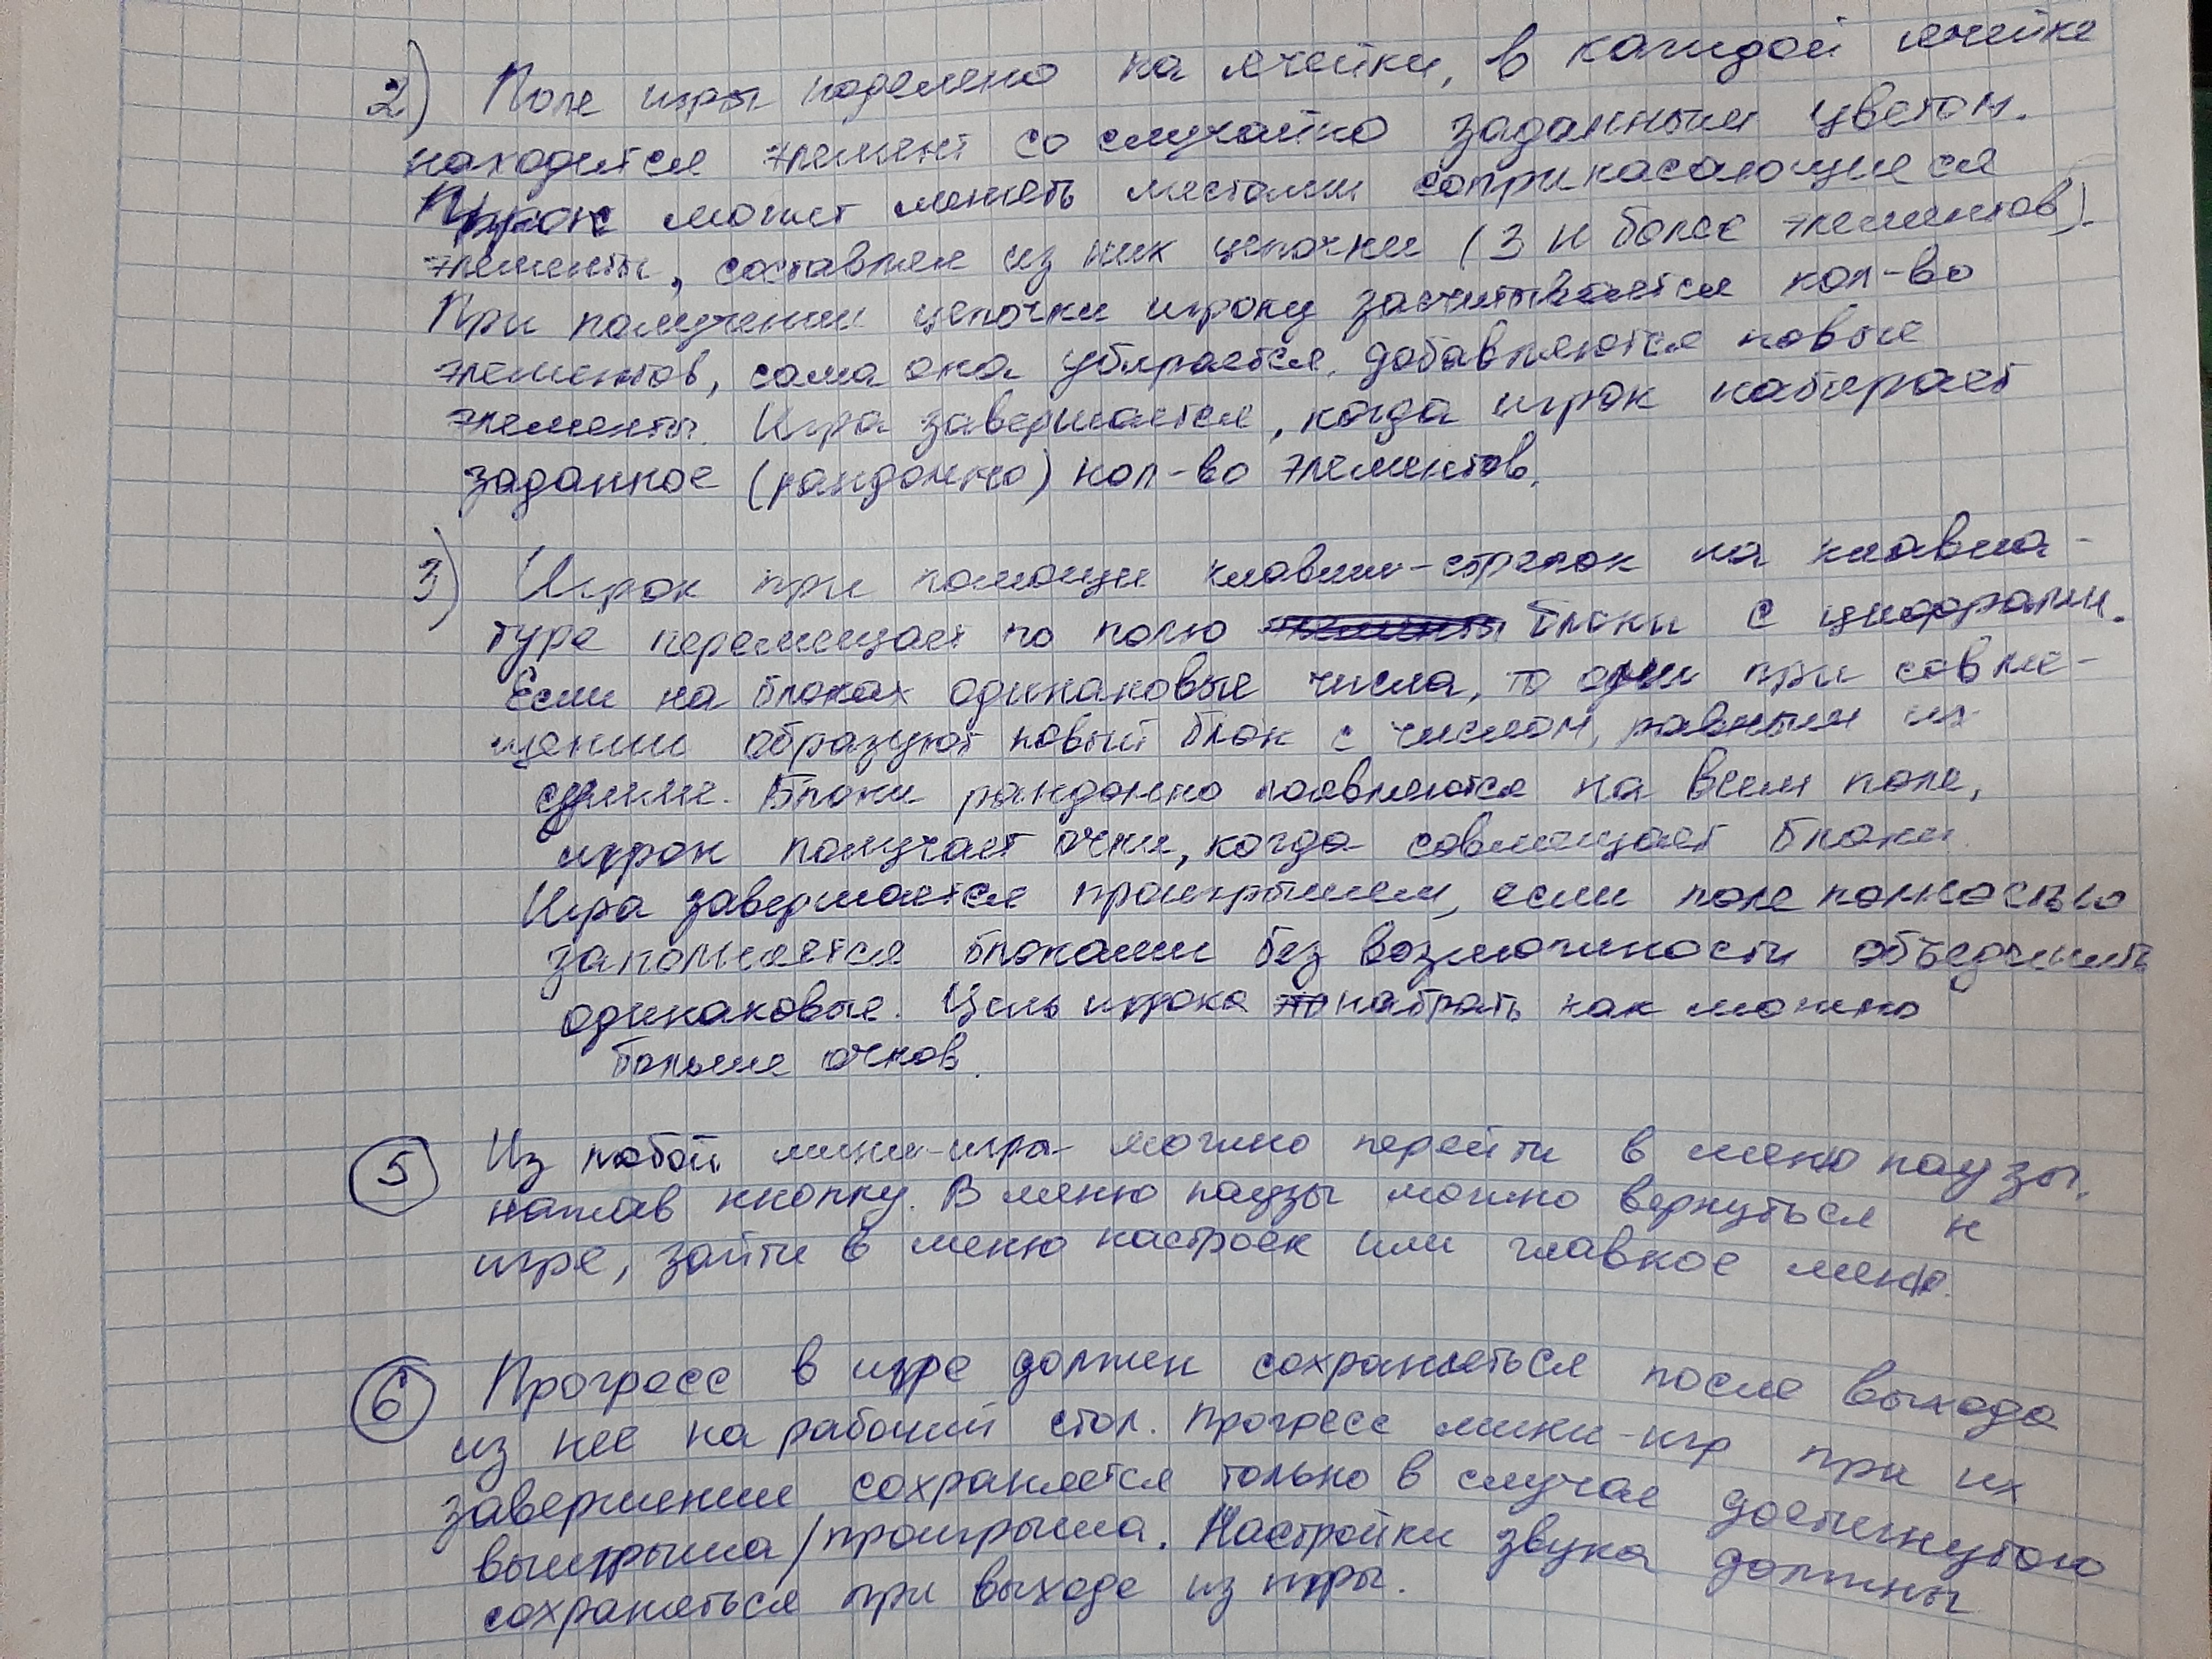 2) Поле игры поделено на ячейки, в каждой ячейке
находится элемент со случайно заданным цветом.
Игрок может менять местами соприкасающиеся
элементы, составляя из них цепочки (3 и более элементов).
При получении цепочки игроку засчитывается кол-во
элементов, сама она убирается, добавляются новые
элементы. Игра завершается, когда игрок набирает
заданное (рандомно) кол-во элементов.
3) Игрок при помощи клавиш-стрелок на клавиа-
туре перемещает по полю блоки с цифрами.
Если на блоках одинаковые числа, то они при совме-
щении образуют новый блок с числом, равным их
сумме. Блоки рандомно появляются на всем поле,
игрок получает очки, когда совмещает блоки.
Игра завершается проигрышем, если поле полностью
заполняется блоками без возможности объединить
одинаковые. Цель игрока набрать как можно
больше очков.
5 Из любой мини-игра можно перейти в меню паузы,
нажав кнопку. В меню паузы можно вернуться к
игре, зайти в меню настроек или главное меню.
6 Прогресс в игре должен сохраняться после выхода
из нее на рабочий стол. Прогресс мини-игр при их
завершении сохраняется только в случае достигнутого
выигрыша/проигрыша. Настройки звука должны
сохраняться при выходе из игры.